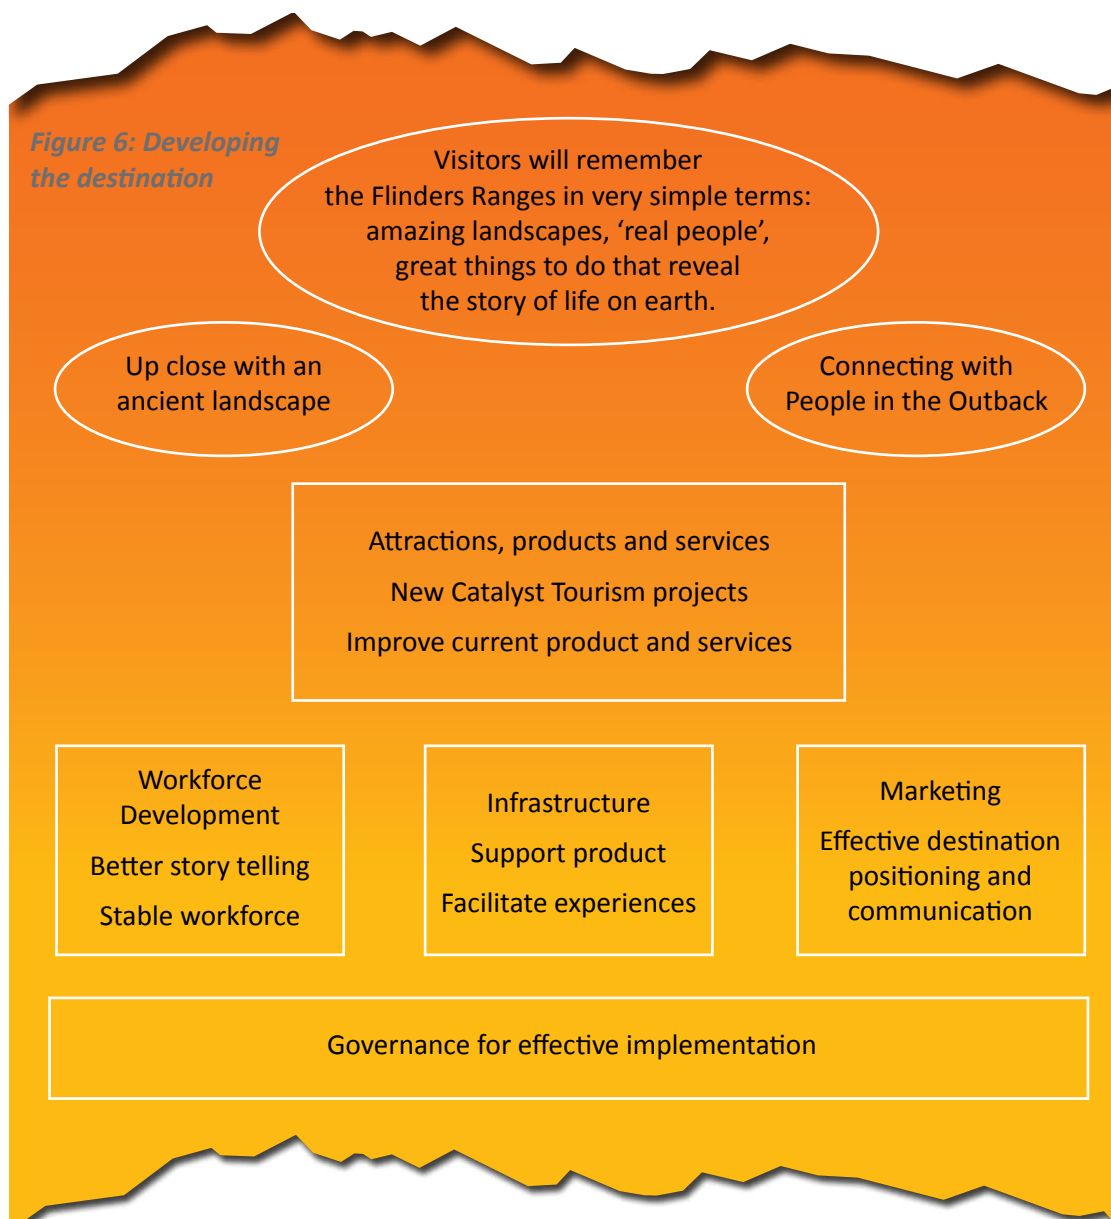 Figure 6: Developing
the destination
Visitors will remember
the Flinders Ranges in very simple terms:
amazing landscapes, ‘real people’,
great things to do that reveal
the story of life on earth.
Up close with an
ancient landscape
Connecting with
People in the Outback
Attractions, products and services
New Catalyst Tourism projects
Improve current product and services
Workforce
Development
Better story telling
Stable workforce
Infrastructure
Support product
Facilitate experiences
Marketing
Effective destination
positioning and
communication
Governance for effective implementation